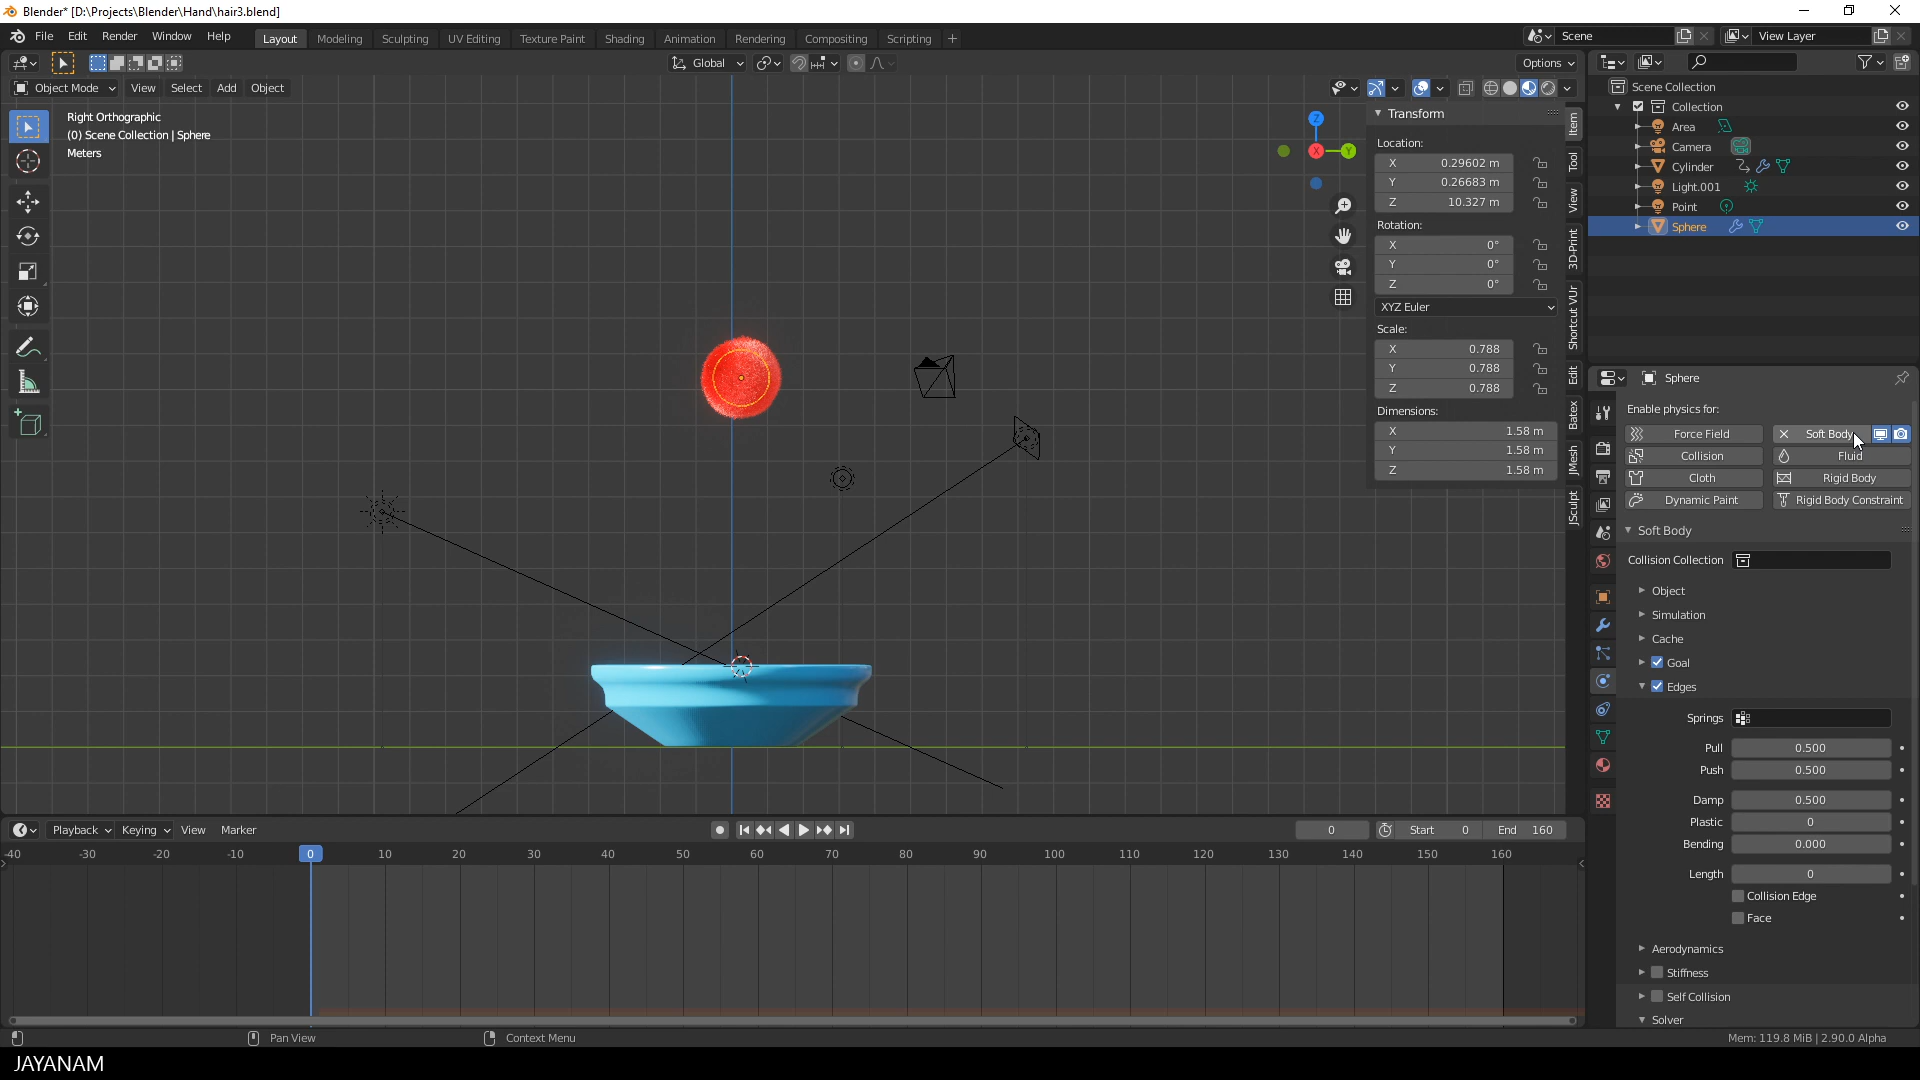 Blender* [D:\Projects\Blender\Hand\hair3.blend]
File Edit Render Window Help
Layout Modeling Sculpting UV Editing Texture Paint Shading Animation Rendering Compositing Scripting +
Scene
View Layer
Global
Options
Object Mode View Select Add Object
Right Orthographic
(0) Scene Collection | Sphere
Meters
Z
X
Y
Transform
Location:
X 0.29602 m
Y 0.26683 m
Z 10.327 m
Rotation:
X 0°
Y 0°
Z 0°
XYZ Euler
Scale:
X 0.788
Y 0.788
Z 0.788
Dimensions:
X 1.58 m
Y 1.58 m
Z 1.58 m
Item
Tool
View
3D-Print
Shortcut VUr
Edit
Batex
JMesh
JSculpt
Scene Collection
Collection
Area
Camera
Cylinder
Light.001
Point
Sphere
Sphere
Enable physics for:
Force Field Soft Body
Collision Fluid
Cloth Rigid Body
Dynamic Paint Rigid Body Constraint
Soft Body
Collision Collection
Object
Simulation
Cache
Goal
Edges
Springs
Pull 0.500
Push 0.500
Damp 0.500
Plastic 0
Bending 0.000
Length 0
Collision Edge
Face
Aerodynamics
Stiffness
Self Collision
Solver
Playback Keying View Marker
0 Start 0 End 160
-40 -30 -20 -10 0 10 20 30 40 50 60 70 80 90 100 110 120 130 140 150 160
Pan View Context Menu
Mem: 119.8 MiB | 2.90.0 Alpha
JAYANAM